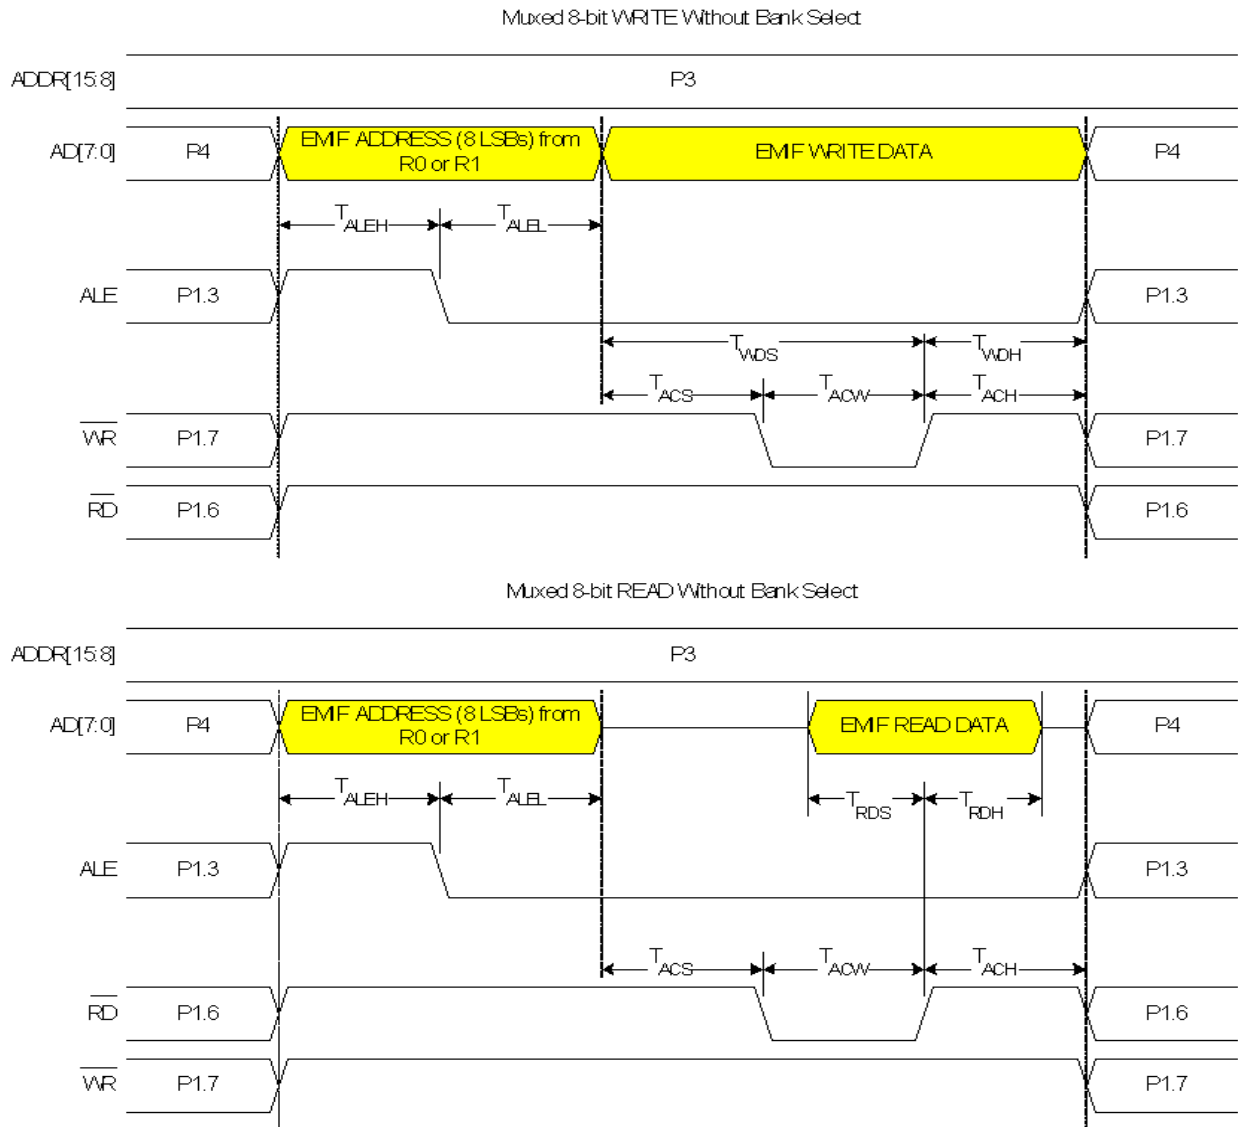 Muxed 8-bit WRITE Without Bank Select
ADDR[15:8] P3
AD[7:0] P4 EMIF ADDRESS (8 LSBs) from R0 or R1 EMIF WRITE DATA P4
TALEH TALEL
ALE P1.3 P1.3
TWDS TWDH
TACS TACW TACH
WR P1.7 P1.7
RD P1.6 P1.6
Muxed 8-bit READ Without Bank Select
ADDR[15:8] P3
AD[7:0] P4 EMIF ADDRESS (8 LSBs) from R0 or R1 EMIF READ DATA P4
TALEH TALEL TRDS TRDH
ALE P1.3 P1.3
TACS TACW TACH
RD P1.6 P1.6
WR P1.7 P1.7